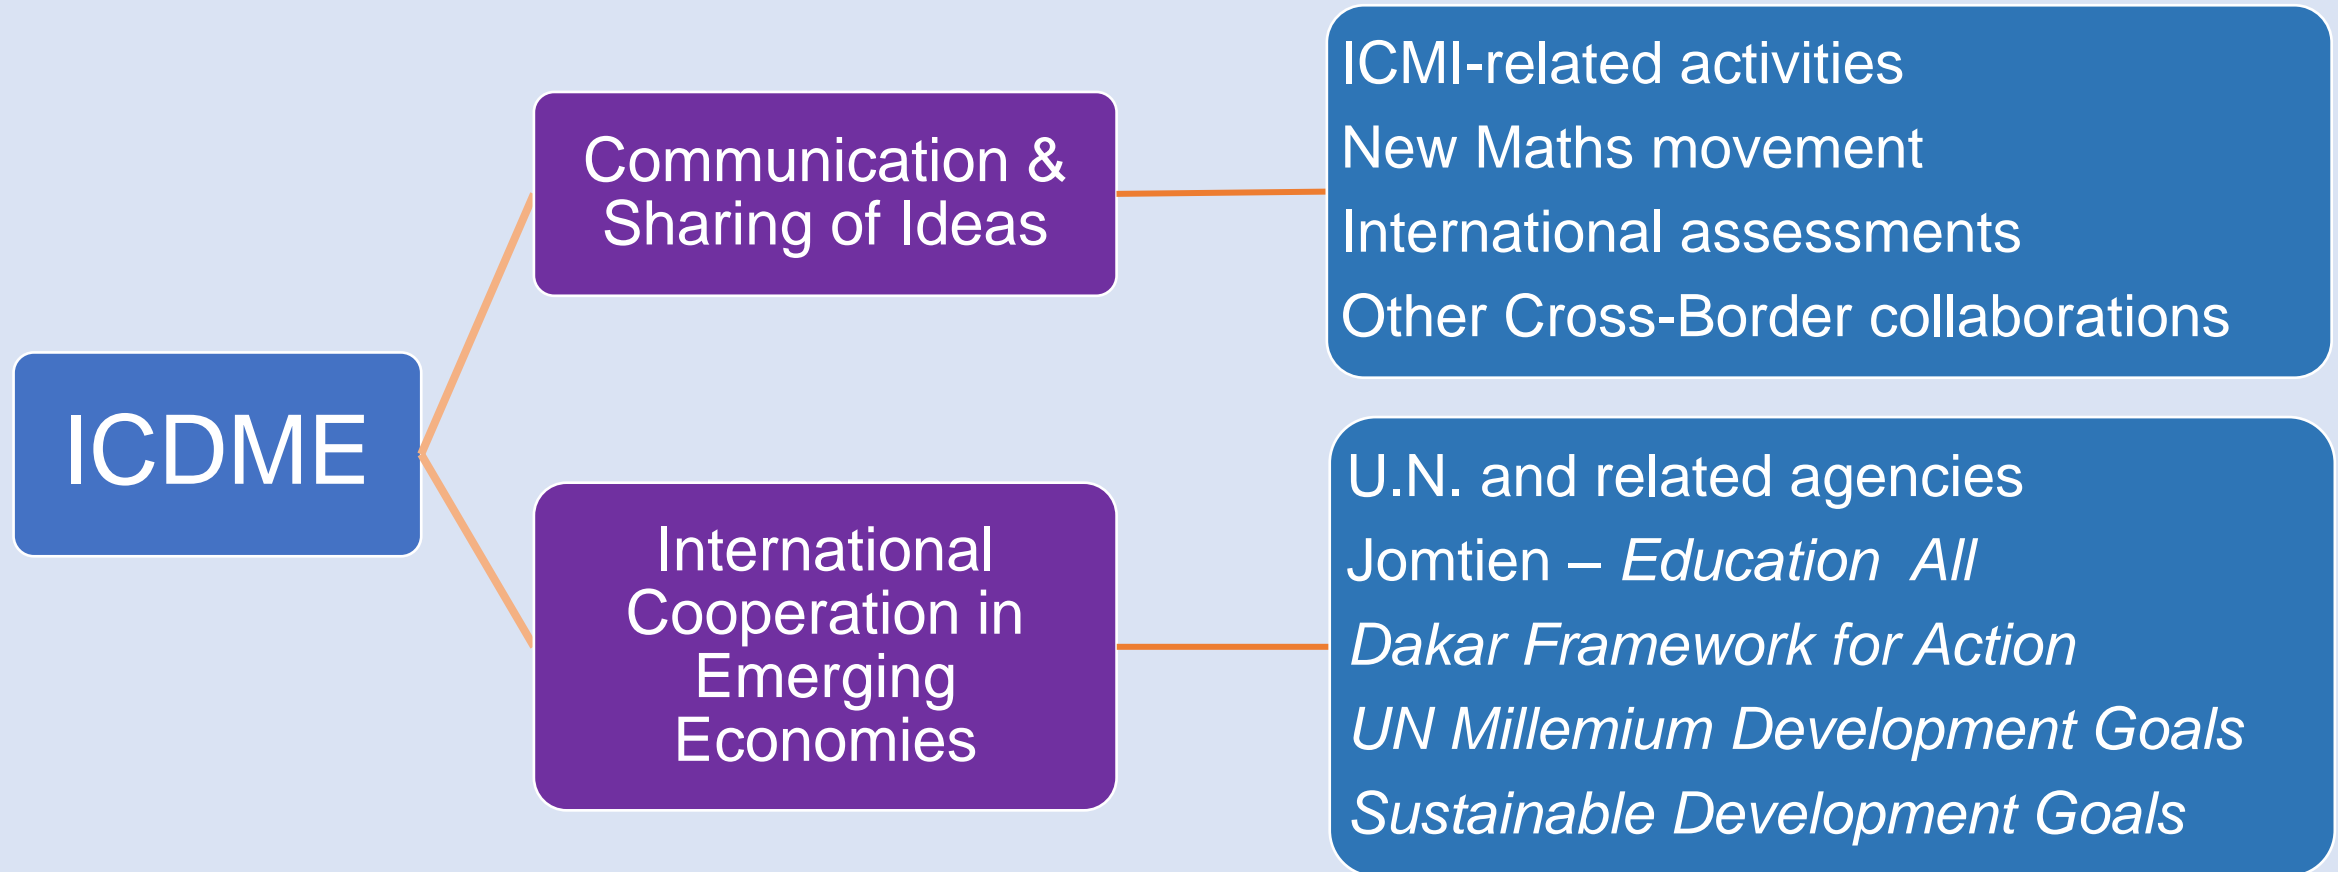 ICDME
Communication &
Sharing of Ideas
ICMI-related activities
New Maths movement
International assessments
Other Cross-Border collaborations
International
Cooperation in
Emerging
Economies
U.N. and related agencies
Jomtien – Education  All
Dakar Framework for Action
UN Millemium Development Goals
Sustainable Development Goals